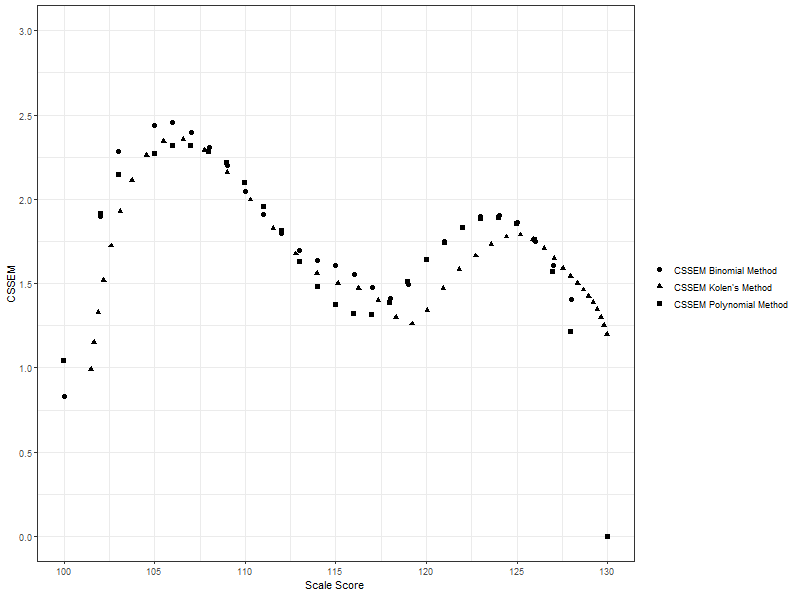 3.0
2.5
2.0
1.5
1.0
0.5
0.0
CSSEM
100 105 110 115 120 125 130
Scale Score
CSSEM Binomial Method
CSSEM Kolen's Method
CSSEM Polynomial Method